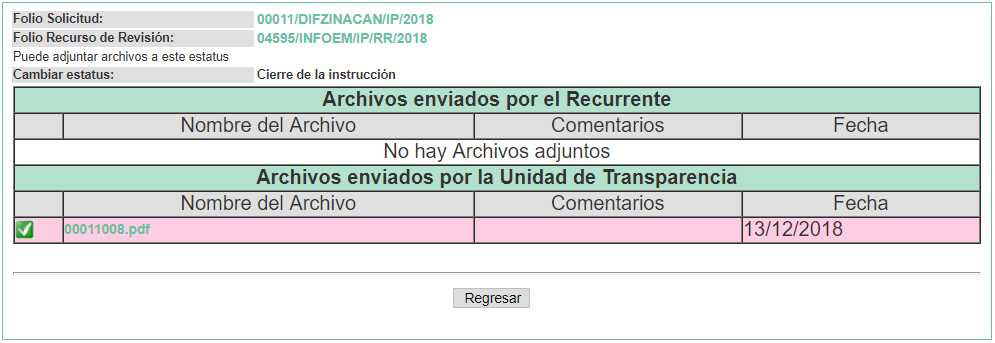 Folio Solicitud: 00011/DIFZINACAN/IP/2018
Folio Recurso de Revisión: 04595/INFOEM/IP/RR/2018
Puede adjuntar archivos a este estatus
Cambiar estatus: Cierre de la instrucción
Archivos enviados por el Recurrente
Nombre del Archivo Comentarios Fecha
No hay Archivos adjuntos
Archivos enviados por la Unidad de Transparencia
Nombre del Archivo Comentarios Fecha
00011008.pdf 13/12/2018
Regresar